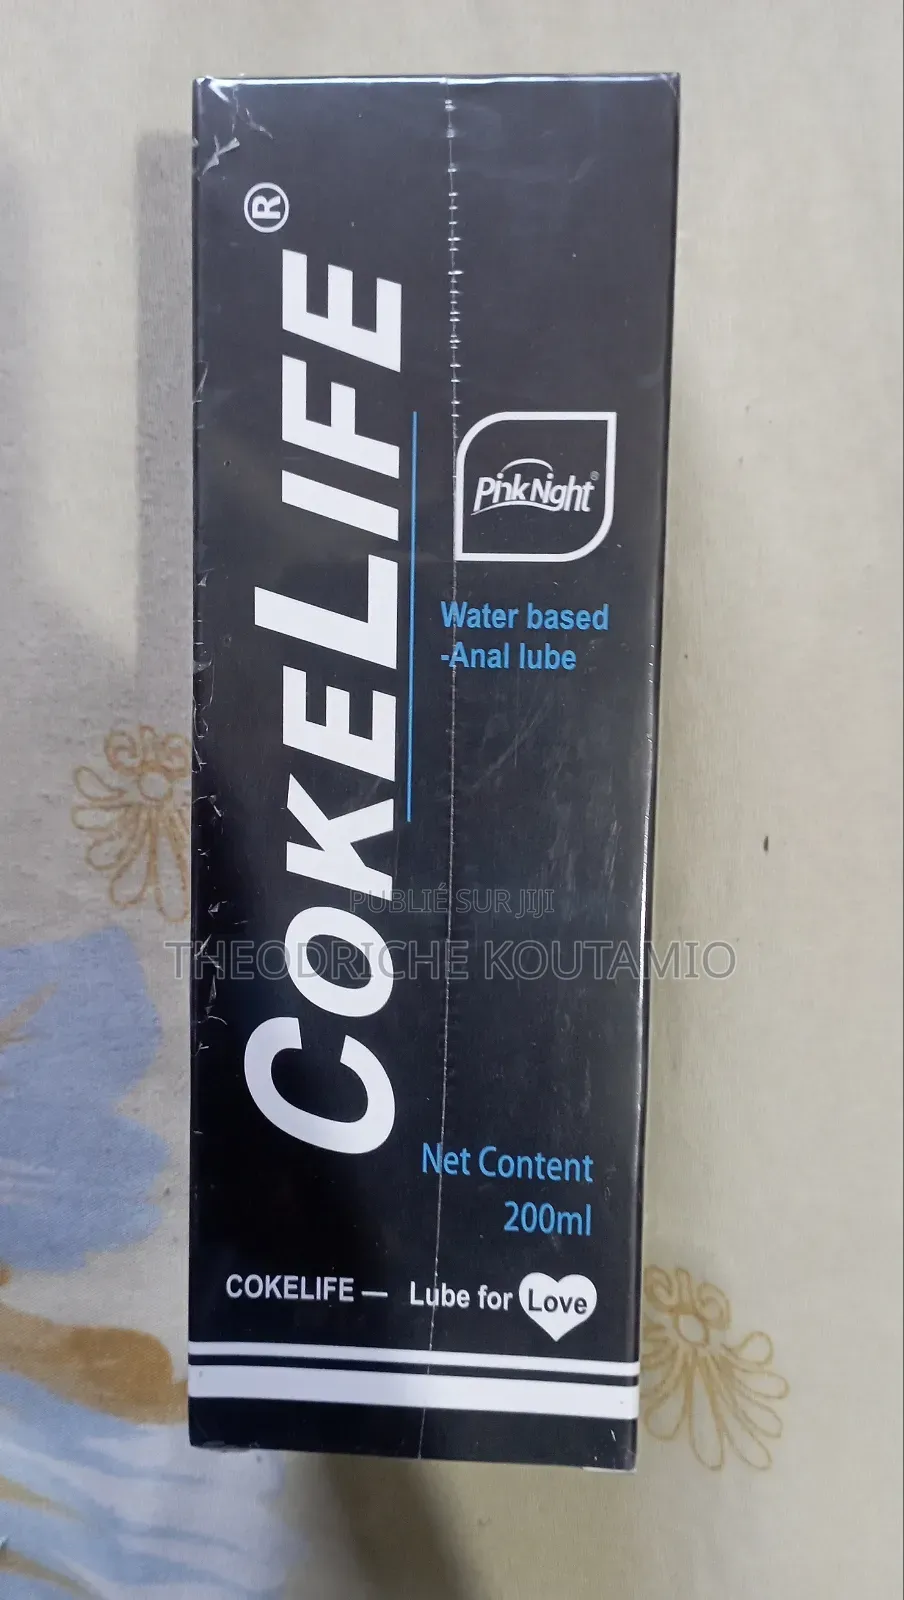 COKELIFE®
PinkNight®
Water based
-Anal lube
PUBLIÉ SUR JIJI
THEODRICHE KOUTAMIO
Net Content
200ml
COKELIFE — Lube for Love